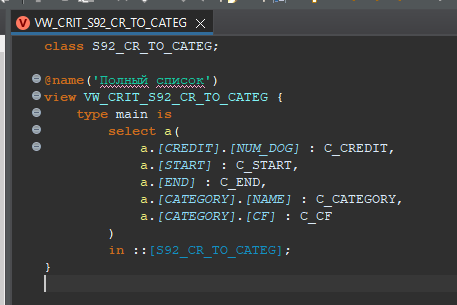 V VW_CRIT_S92_CR_TO_CATEG ×
class S92_CR_TO_CATEG;
@name('Полный список')
view VW_CRIT_S92_CR_TO_CATEG {
type main is
select a(
a.[CREDIT].[NUM_DOG] : C_CREDIT,
a.[START] : C_START,
a.[END] : C_END,
a.[CATEGORY].[NAME] : C_CATEGORY,
a.[CATEGORY].[CF] : C_CF
)
in ::[S92_CR_TO_CATEG];
}